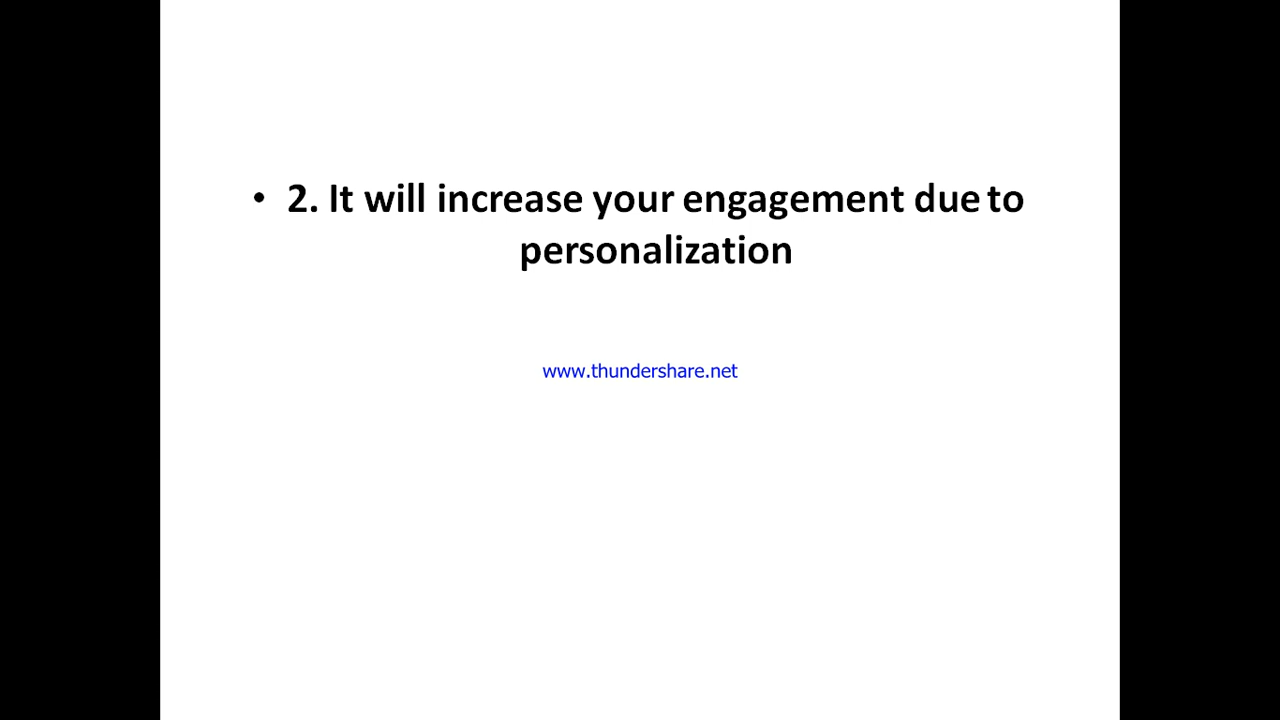 • 2. It will increase your engagement due to
personalization
www.thundershare.net